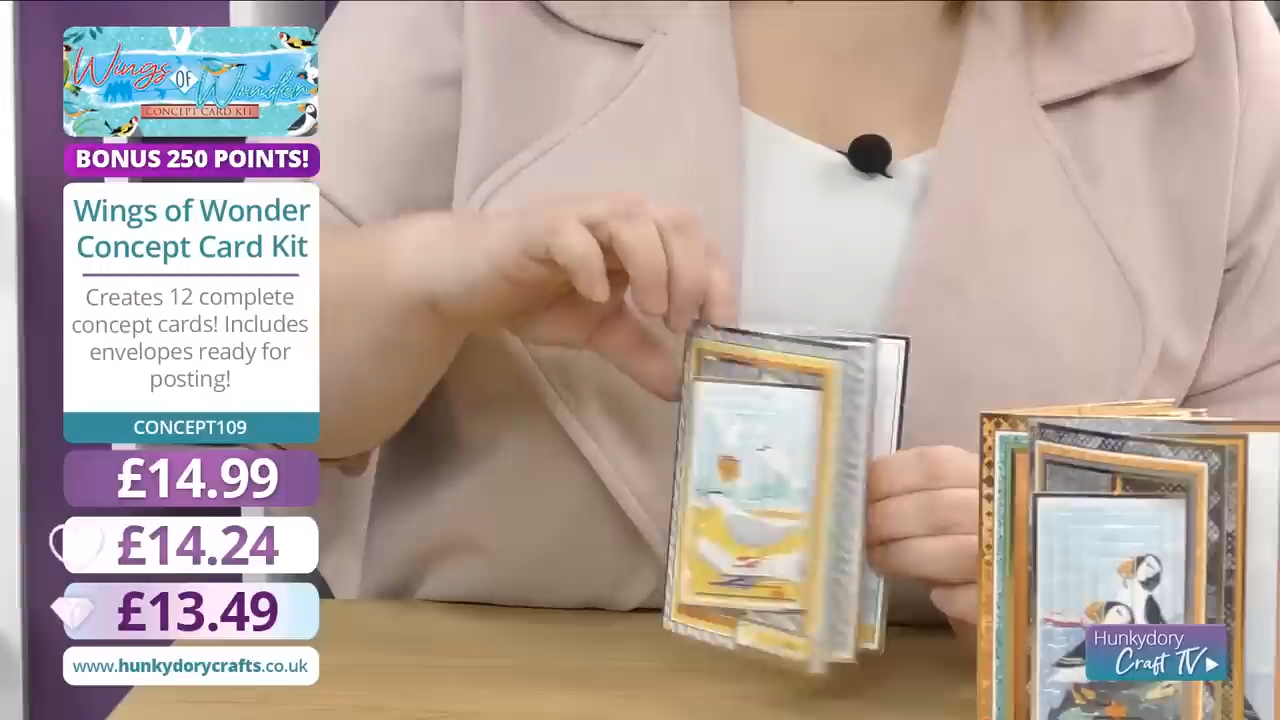 Wings OF Wonder
CONCEPT CARD KIT
BONUS 250 POINTS!
Wings of Wonder
Concept Card Kit
Creates 12 complete
concept cards! Includes
envelopes ready for
posting!
CONCEPT109
£14.99
£14.24
£13.49
www.hunkydorycrafts.co.uk
Hunkydory
Craft TV